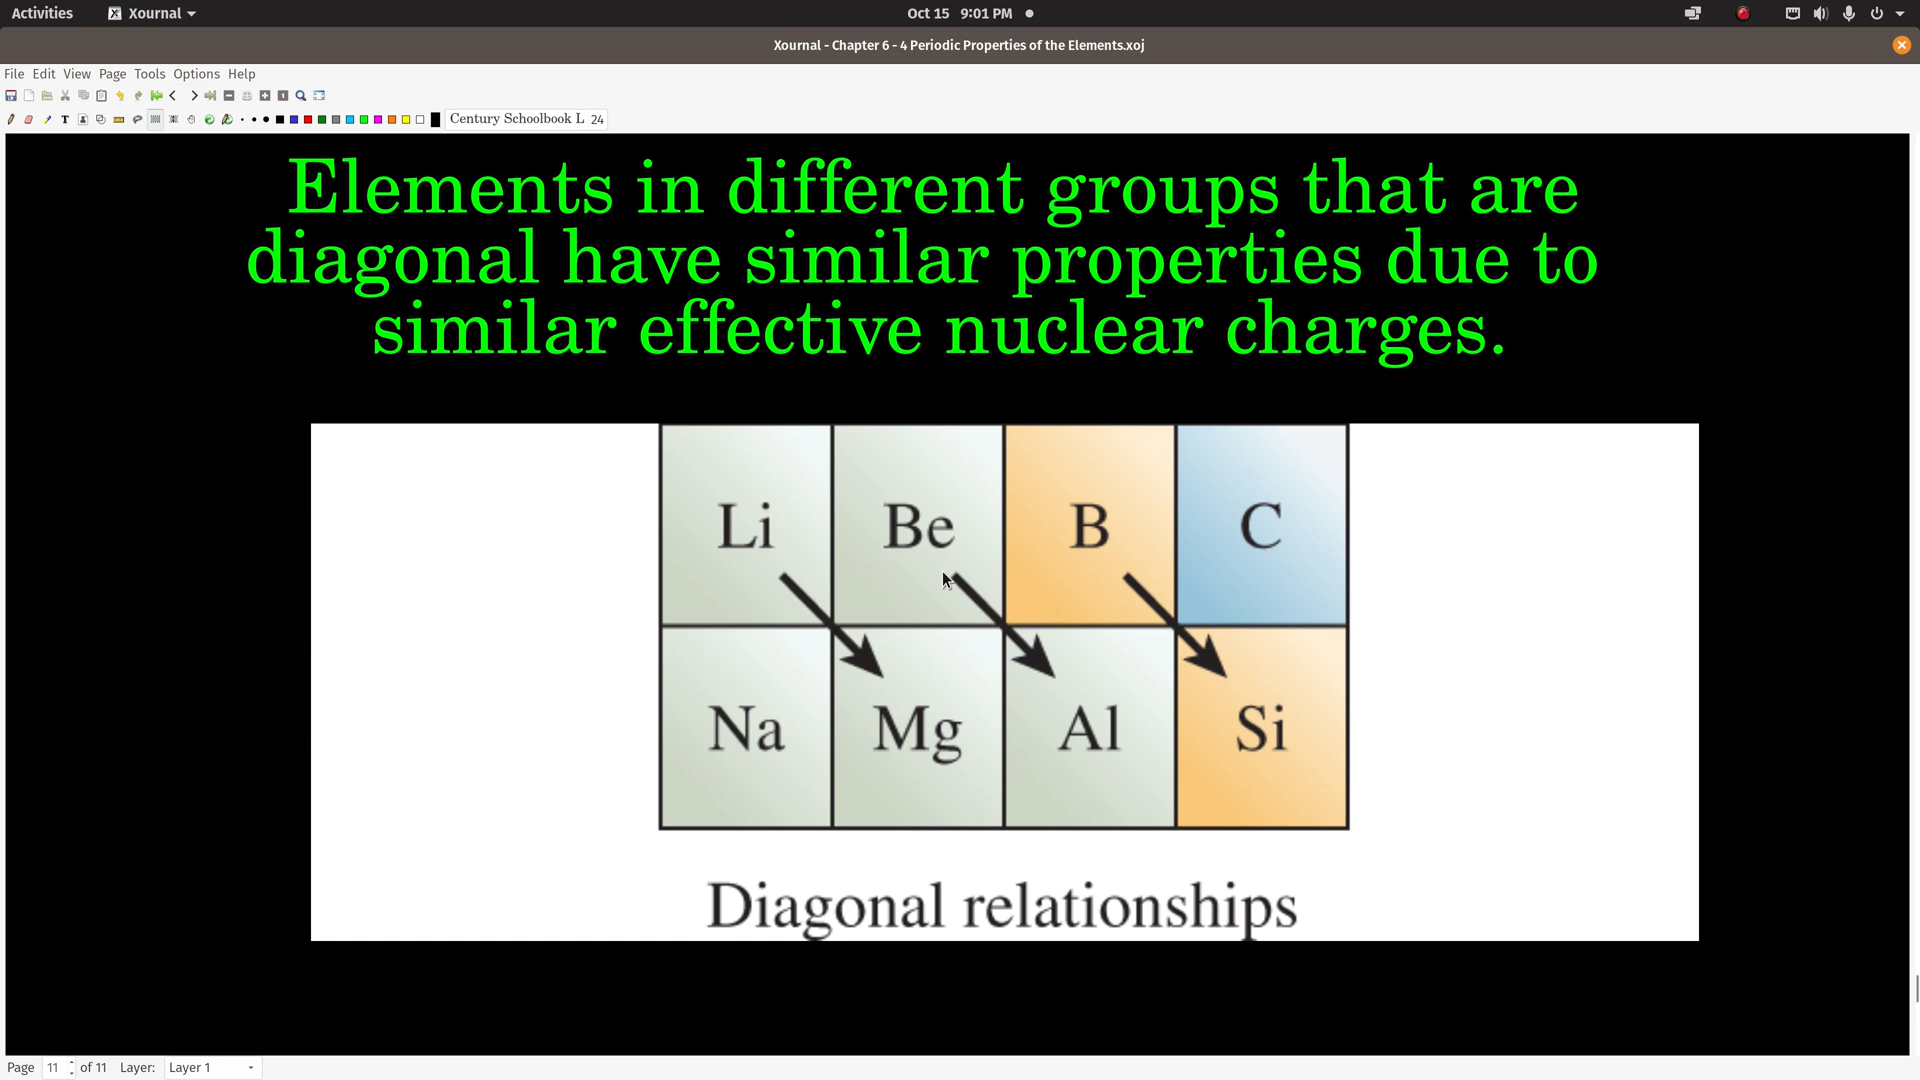 Activities Xournal Oct 15 9:01 PM
Xournal - Chapter 6 - 4 Periodic Properties of the Elements.xoj
File Edit View Page Tools Options Help
Century Schoolbook L 24
Elements in different groups that are
diagonal have similar properties due to
similar effective nuclear charges.
Li Be B C
Na Mg Al Si
Diagonal relationships
Page 11 of 11 Layer: Layer 1